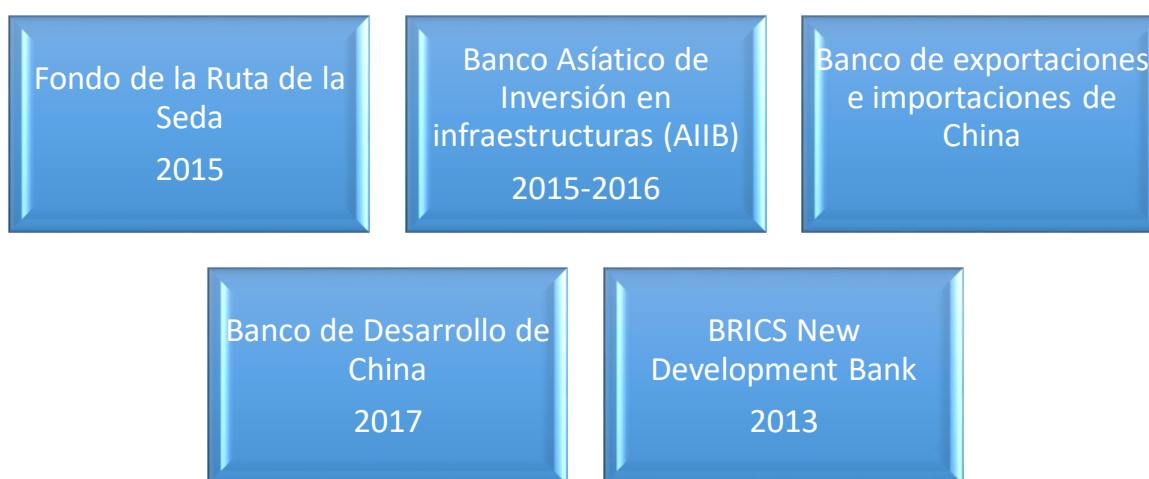 Fondo de la Ruta de la
Seda
2015
Banco Asíatico de
Inversión en
infraestructuras (AIIB)
2015-2016
Banco de exportaciones
e importaciones de
China
Banco de Desarrollo de
China
2017
BRICS New
Development Bank
2013